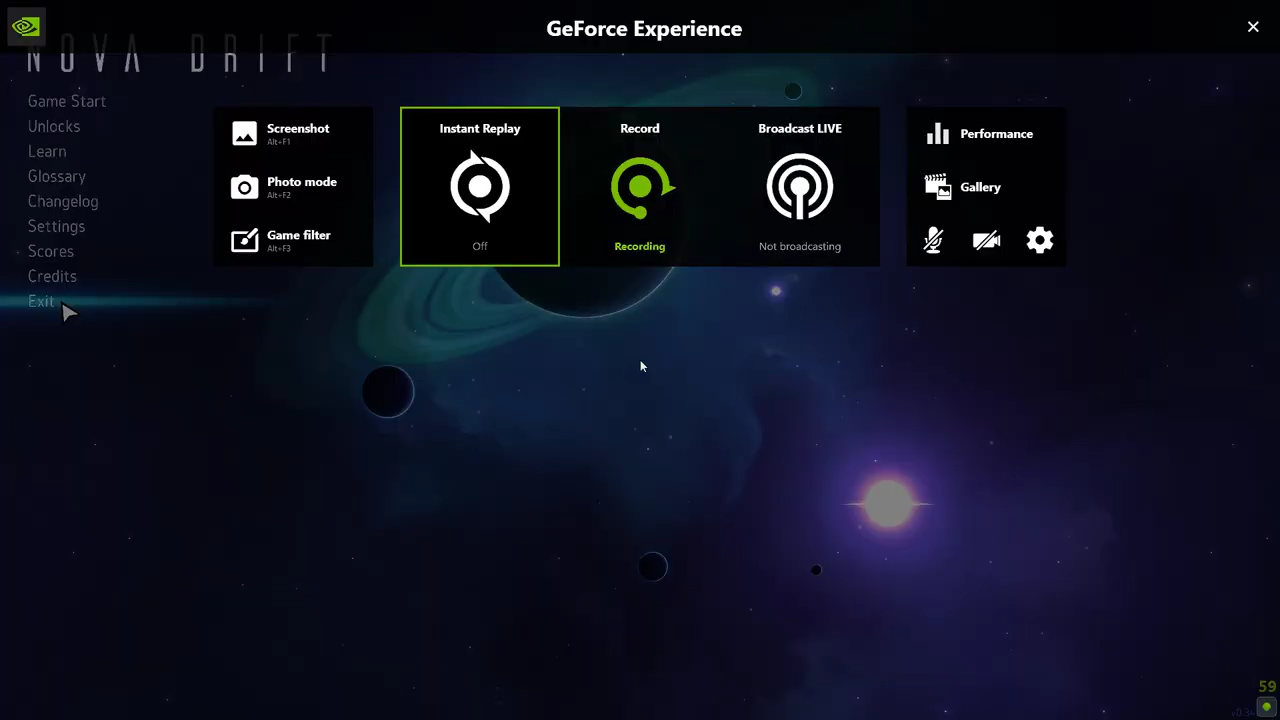 GeForce Experience
NOVA DRIFT
Game Start
Unlocks
Learn
Glossary
Changelog
Settings
Scores
Credits
Exit
Screenshot
Alt+F1
Photo mode
Alt+F2
Game filter
Alt+F3
Instant Replay
Off
Record
Recording
Broadcast LIVE
Not broadcasting
Performance
Gallery
59